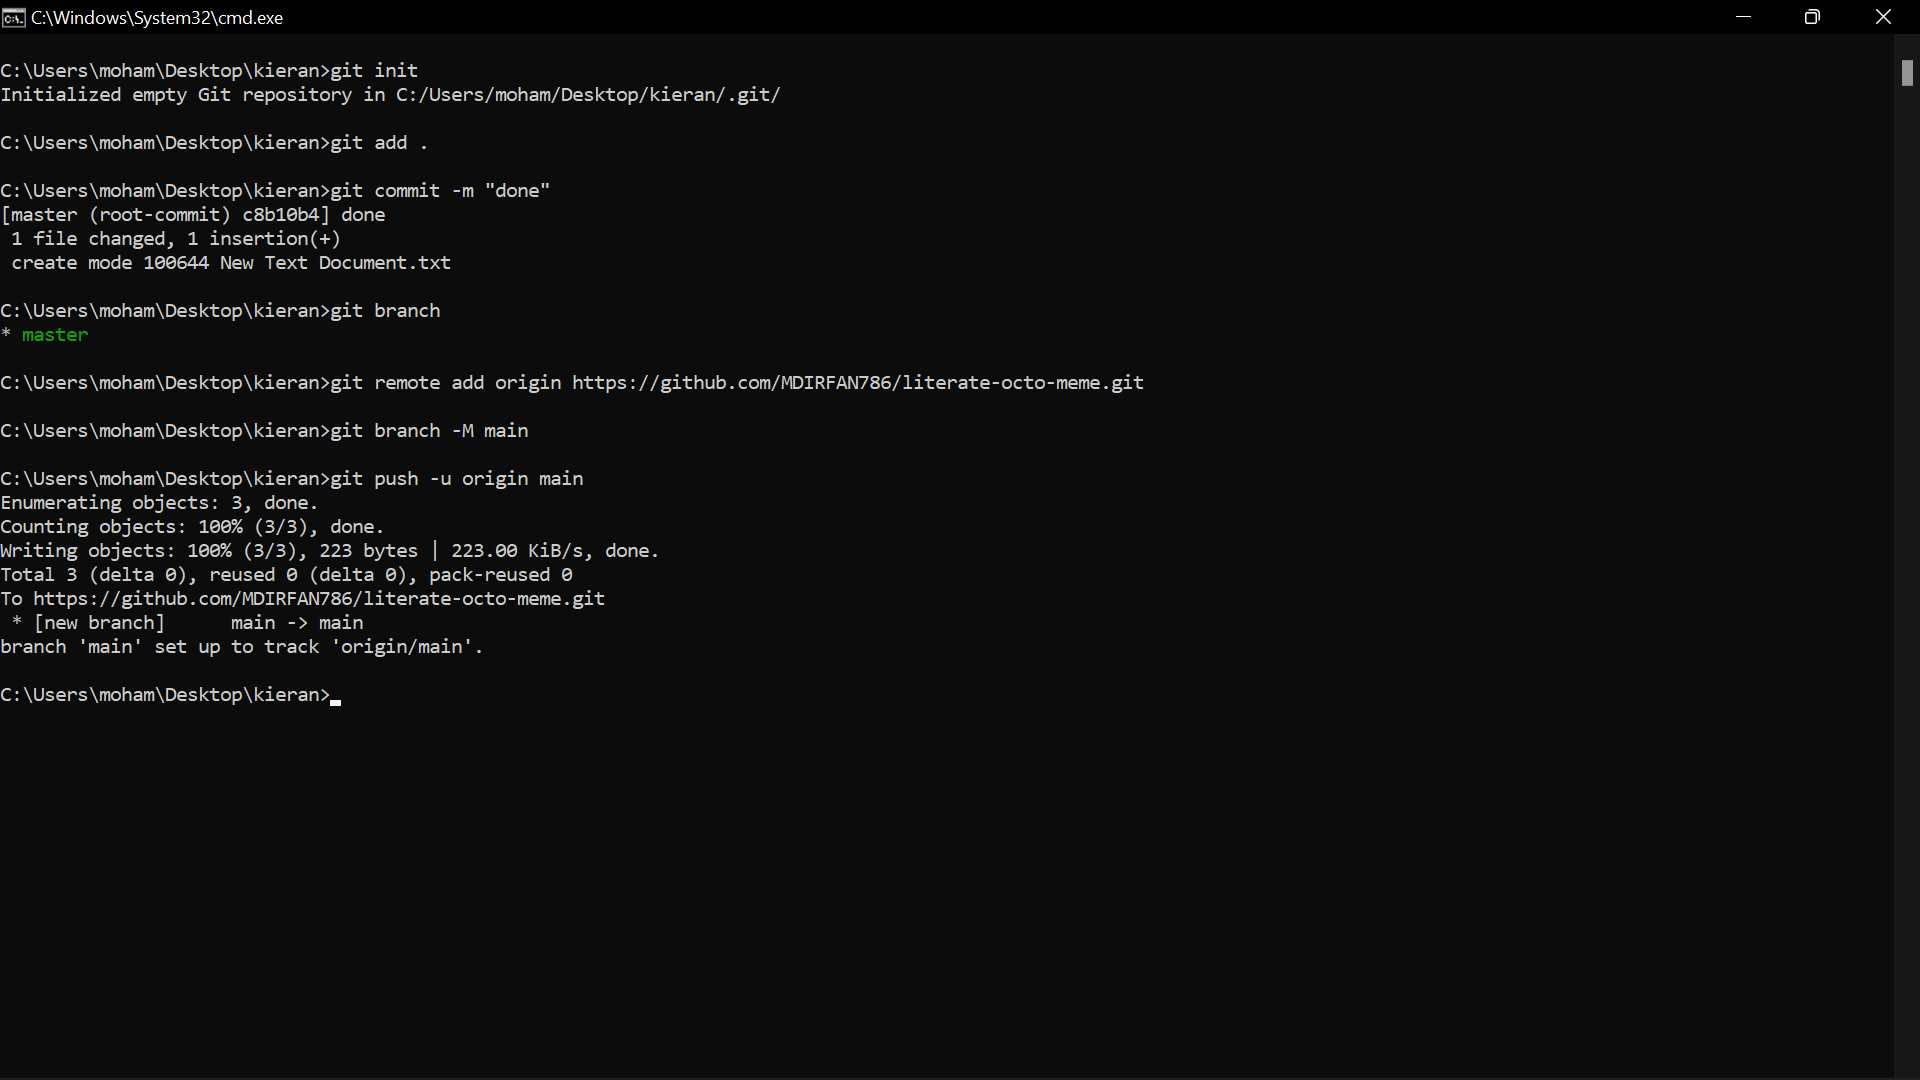 C:\Windows\System32\cmd.exe
C:\Users\moham\Desktop\kieran>git init
Initialized empty Git repository in C:/Users/moham/Desktop/kieran/.git/
C:\Users\moham\Desktop\kieran>git add .
C:\Users\moham\Desktop\kieran>git commit -m "done"
[master (root-commit) c8b10b4] done
 1 file changed, 1 insertion(+)
 create mode 100644 New Text Document.txt
C:\Users\moham\Desktop\kieran>git branch
* master
C:\Users\moham\Desktop\kieran>git remote add origin https://github.com/MDIRFAN786/literate-octo-meme.git
C:\Users\moham\Desktop\kieran>git branch -M main
C:\Users\moham\Desktop\kieran>git push -u origin main
Enumerating objects: 3, done.
Counting objects: 100% (3/3), done.
Writing objects: 100% (3/3), 223 bytes | 223.00 KiB/s, done.
Total 3 (delta 0), reused 0 (delta 0), pack-reused 0
To https://github.com/MDIRFAN786/literate-octo-meme.git
 * [new branch]      main -> main
branch 'main' set up to track 'origin/main'.
C:\Users\moham\Desktop\kieran>